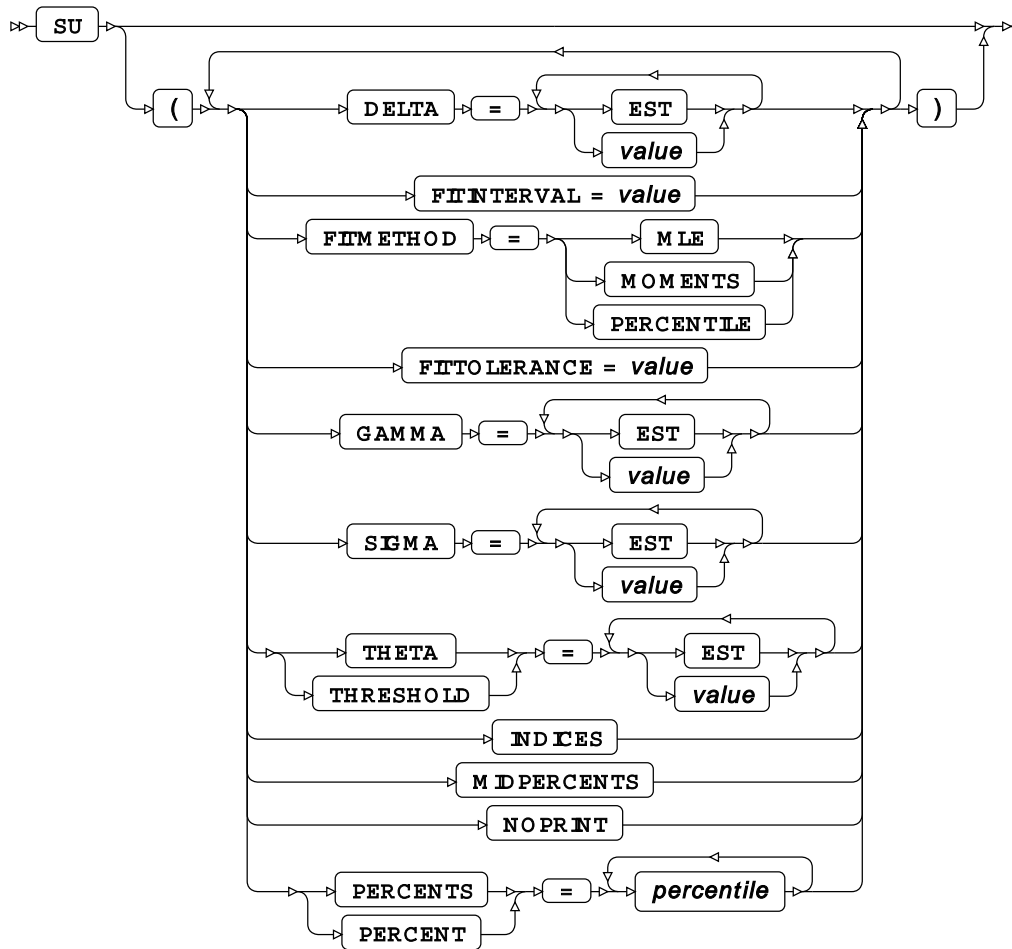 SU
(
DELTA = EST )
value
FITINTERVAL = value
FITMETHOD = MLE
MOMENTS
PERCENTILE
FITTOLERANCE = value
GAMMA = EST
value
SIGMA = EST
value
THETA = EST
THRESHOLD value
INDICES
MIDPERCENTS
NOPRINT
PERCENTS = percentile
PERCENT